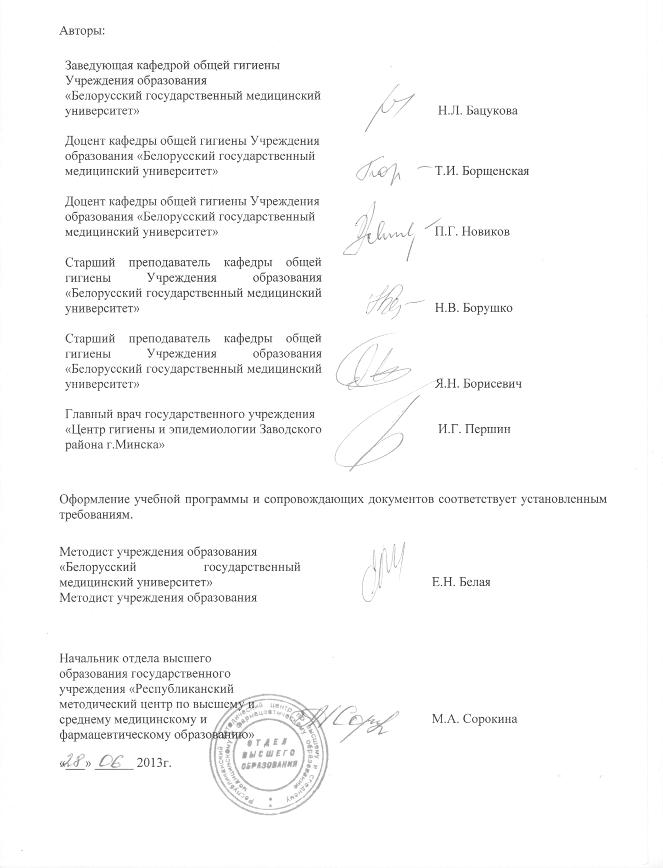 Авторы:
Заведующая кафедрой общей гигиены
Учреждения образования
«Белорусский государственный медицинский
университет» Н.Л. Бацукова
Доцент кафедры общей гигиены Учреждения
образования «Белорусский государственный
медицинский университет» Т.И. Борщенская
Доцент кафедры общей гигиены Учреждения
образования «Белорусский государственный
медицинский университет» П.Г. Новиков
Старший преподаватель кафедры общей
гигиены Учреждения образования
«Белорусский государственный медицинский
университет» Н.В. Борушко
Старший преподаватель кафедры общей
гигиены Учреждения образования
«Белорусский государственный медицинский
университет» Я.Н. Борисевич
Главный врач государственного учреждения
«Центр гигиены и эпидемиологии Заводского
района г.Минска» И.Г. Першин
Оформление учебной программы и сопровождающих документов соответствует установленным
требованиям.
Методист учреждения образования
«Белорусский государственный
медицинский университет» Е.Н. Белая
Методист учреждения образования
Начальник отдела высшего
образования государственного
учреждения «Республиканский
методический центр по высшему и
среднему медицинскому и
фармацевтическому образованию» М.А. Сорокина
«28» 06 2013г.
ОТДЕЛ
ВЫСШЕГО
ОБРАЗОВАНИЯ